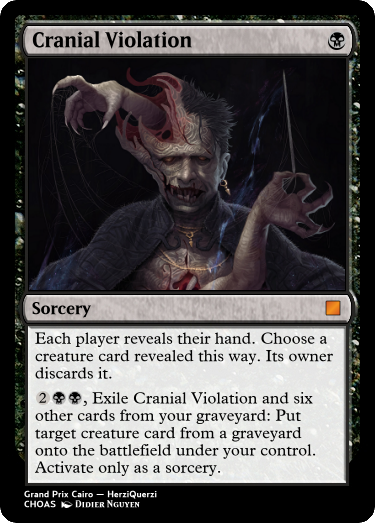 Cranial Violation
Sorcery
Each player reveals their hand. Choose a
creature card revealed this way. Its owner
discards it.
2, Exile Cranial Violation and six
other cards from your graveyard: Put
target creature card from a graveyard
onto the battlefield under your control.
Activate only as a sorcery.
Grand Prix Cairo — HerziQuerzi
CHOAS Didier Nguyen